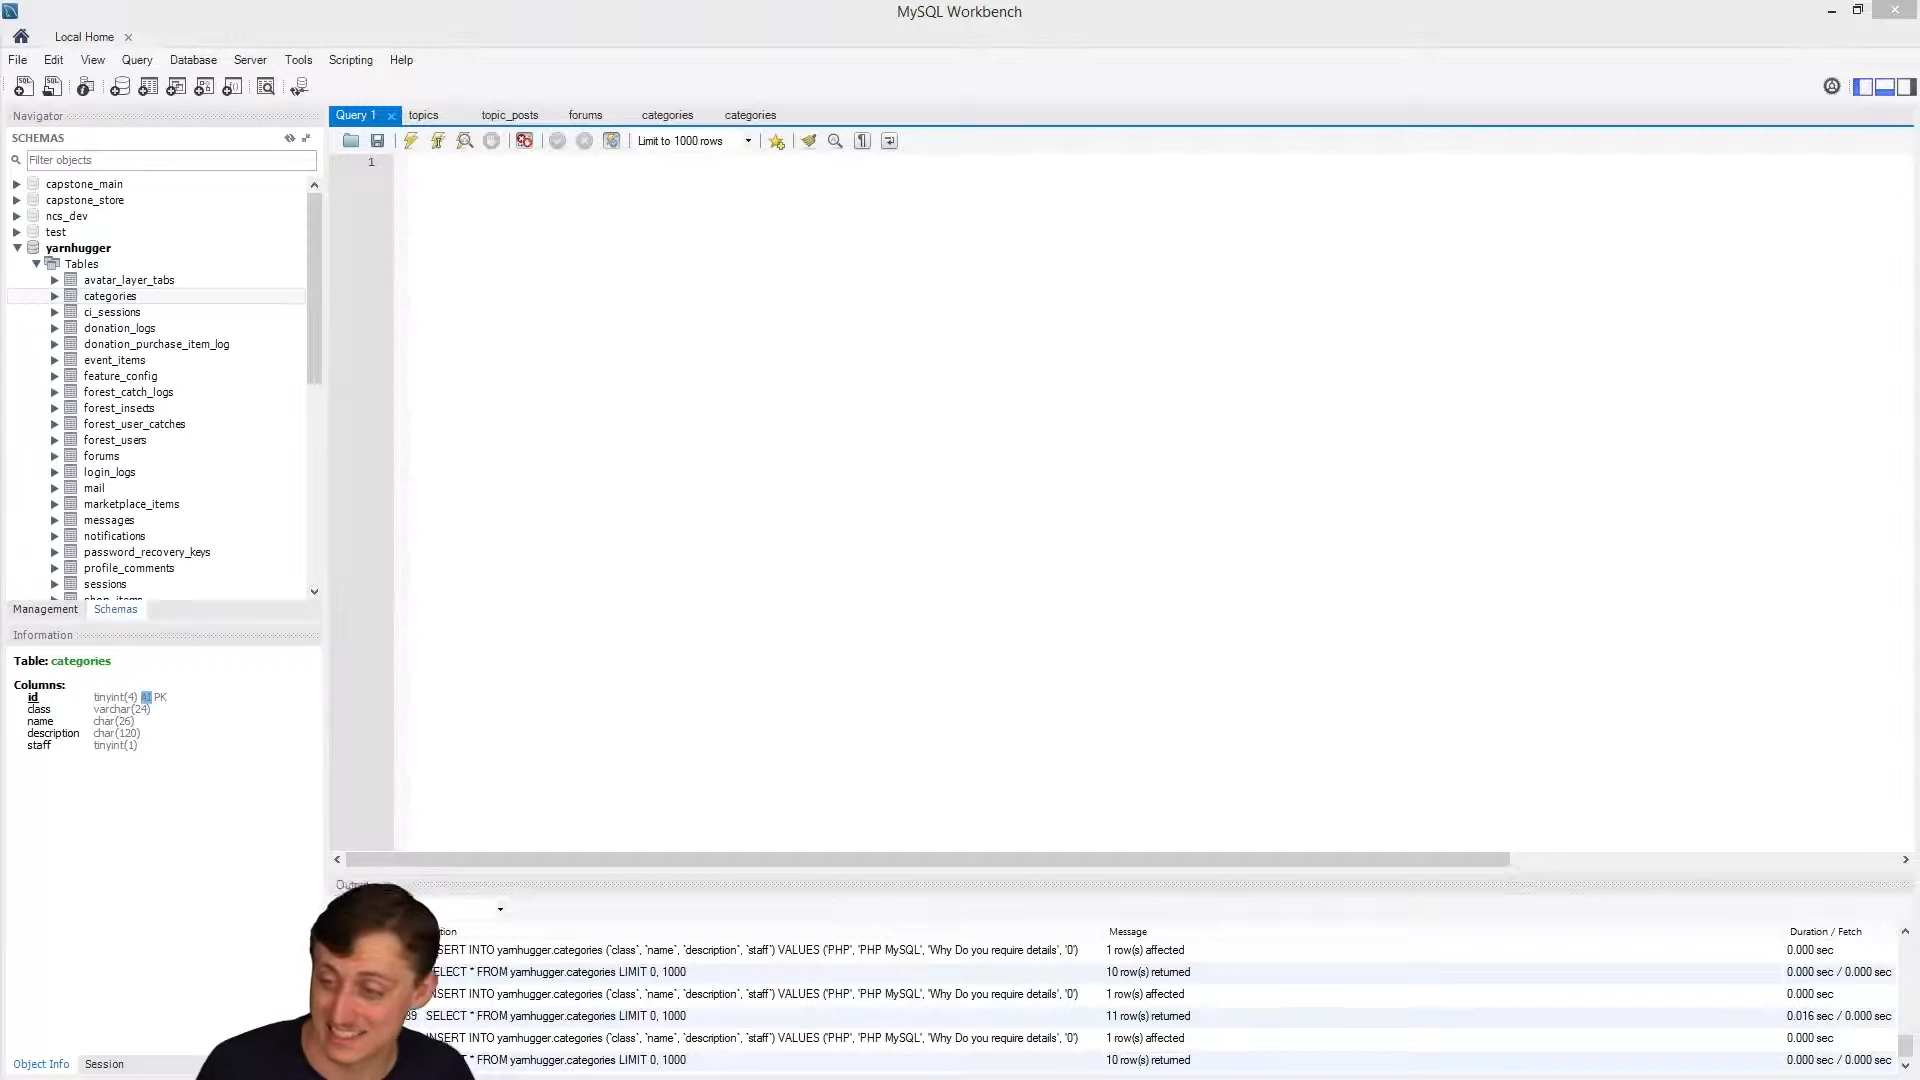 MySQL Workbench
Local Home
File Edit View Query Database Server Tools Scripting Help
Navigator
SCHEMAS
Filter objects
capstone_main
capstone_store
ncs_dev
test
yarnhugger
Tables
avatar_layer_tabs
categories
ci_sessions
donation_logs
donation_purchase_item_log
event_items
feature_config
forest_catch_logs
forest_insects
forest_user_catches
forest_users
forums
login_logs
mail
marketplace_items
messages
notifications
password_recovery_keys
profile_comments
sessions
shop_items
Management Schemas
Information
Table: categories
Columns:
id tinyint(4) AI PK
class varchar(24)
name char(26)
description char(120)
staff tinyint(1)
Object Info Session
Query 1 topics topic_posts forums categories categories
Limit to 1000 rows
1
Message Duration / Fetch
INSERT INTO yarnhugger.categories (`class`, `name`, `description`, `staff`) VALUES ('PHP', 'PHP MySQL', 'Why Do you require details', '0') 1 row(s) affected 0.000 sec
SELECT * FROM yarnhugger.categories LIMIT 0, 1000 10 row(s) returned 0.000 sec / 0.000 sec
INSERT INTO yarnhugger.categories (`class`, `name`, `description`, `staff`) VALUES ('PHP', 'PHP MySQL', 'Why Do you require details', '0') 1 row(s) affected 0.000 sec
39 SELECT * FROM yarnhugger.categories LIMIT 0, 1000 11 row(s) returned 0.016 sec / 0.000 sec
INSERT INTO yarnhugger.categories (`class`, `name`, `description`, `staff`) VALUES ('PHP', 'PHP MySQL', 'Why Do you require details', '0') 1 row(s) affected 0.000 sec
* FROM yarnhugger.categories LIMIT 0, 1000 10 row(s) returned 0.000 sec / 0.000 sec